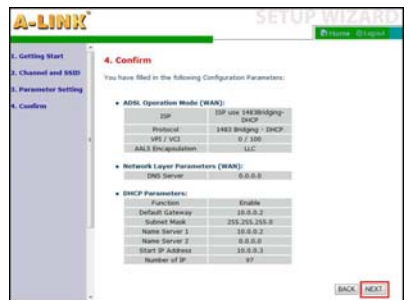 A-LINK
SETUP WIZARD
Home Logout
1. Getting Start
2. Channel and SSID
3. Parameter Setting
4. Confirm
4. Confirm
You have filled in the following Configuration Parameters:
ADSL Operation Mode (WAN):
ISP ISP use 1483Bridging-DHCP
Protocol 1483 Bridging - DHCP
VPI / VCI 0 / 100
AAL5 Encapsulation LLC
Network Layer Parameters (WAN):
DNS Server 0.0.0.0
DHCP Parameters:
Function Enable
Default Gateway 10.0.0.2
Subnet Mask 255.255.255.0
Name Server 1 10.0.0.2
Name Server 2 0.0.0.0
Start IP Address 10.0.0.3
Number of IP 97
BACK NEXT